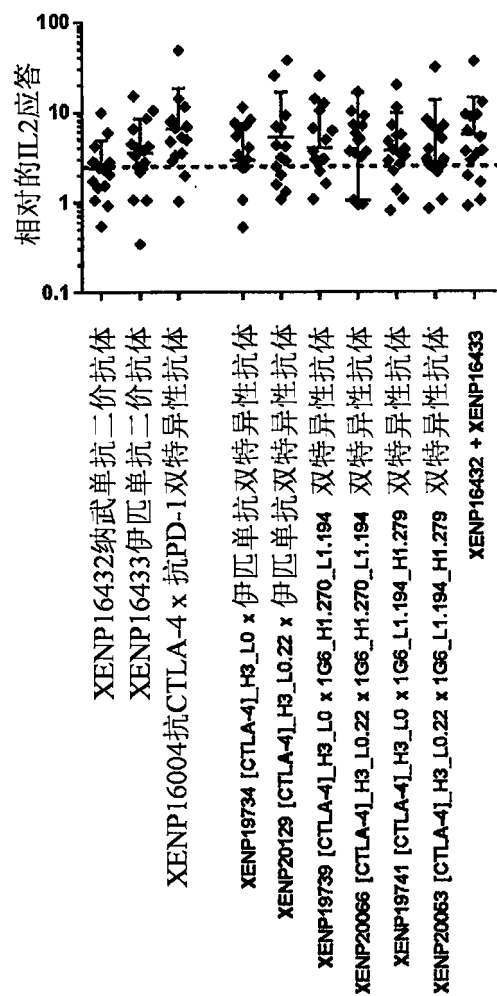 相对的IL2应答
100
10
1
0.1
XENP16432纳武单抗二价抗体
XENP16433伊匹单抗二价抗体
XENP16004抗CTLA-4 x 抗PD-1双特异性抗体
XENP19734 [CTLA-4]_H3_L0 x 伊匹单抗双特异性抗体
XENP20129 [CTLA-4]_H3_L0.22 x 伊匹单抗双特异性抗体
XENP19739 [CTLA-4]_H3_L0 x 1G6_H1.270_L1.194 双特异性抗体
XENP20066 [CTLA-4]_H3_L0.22 x 1G6_H1.270_L1.194 双特异性抗体
XENP19741 [CTLA-4]_H3_L0 x 1G6_L1.194_H1.279 双特异性抗体
XENP20053 [CTLA-4]_H3_L0.22 x 1G6_L1.194_H1.279 双特异性抗体
XENP16432 + XENP16433